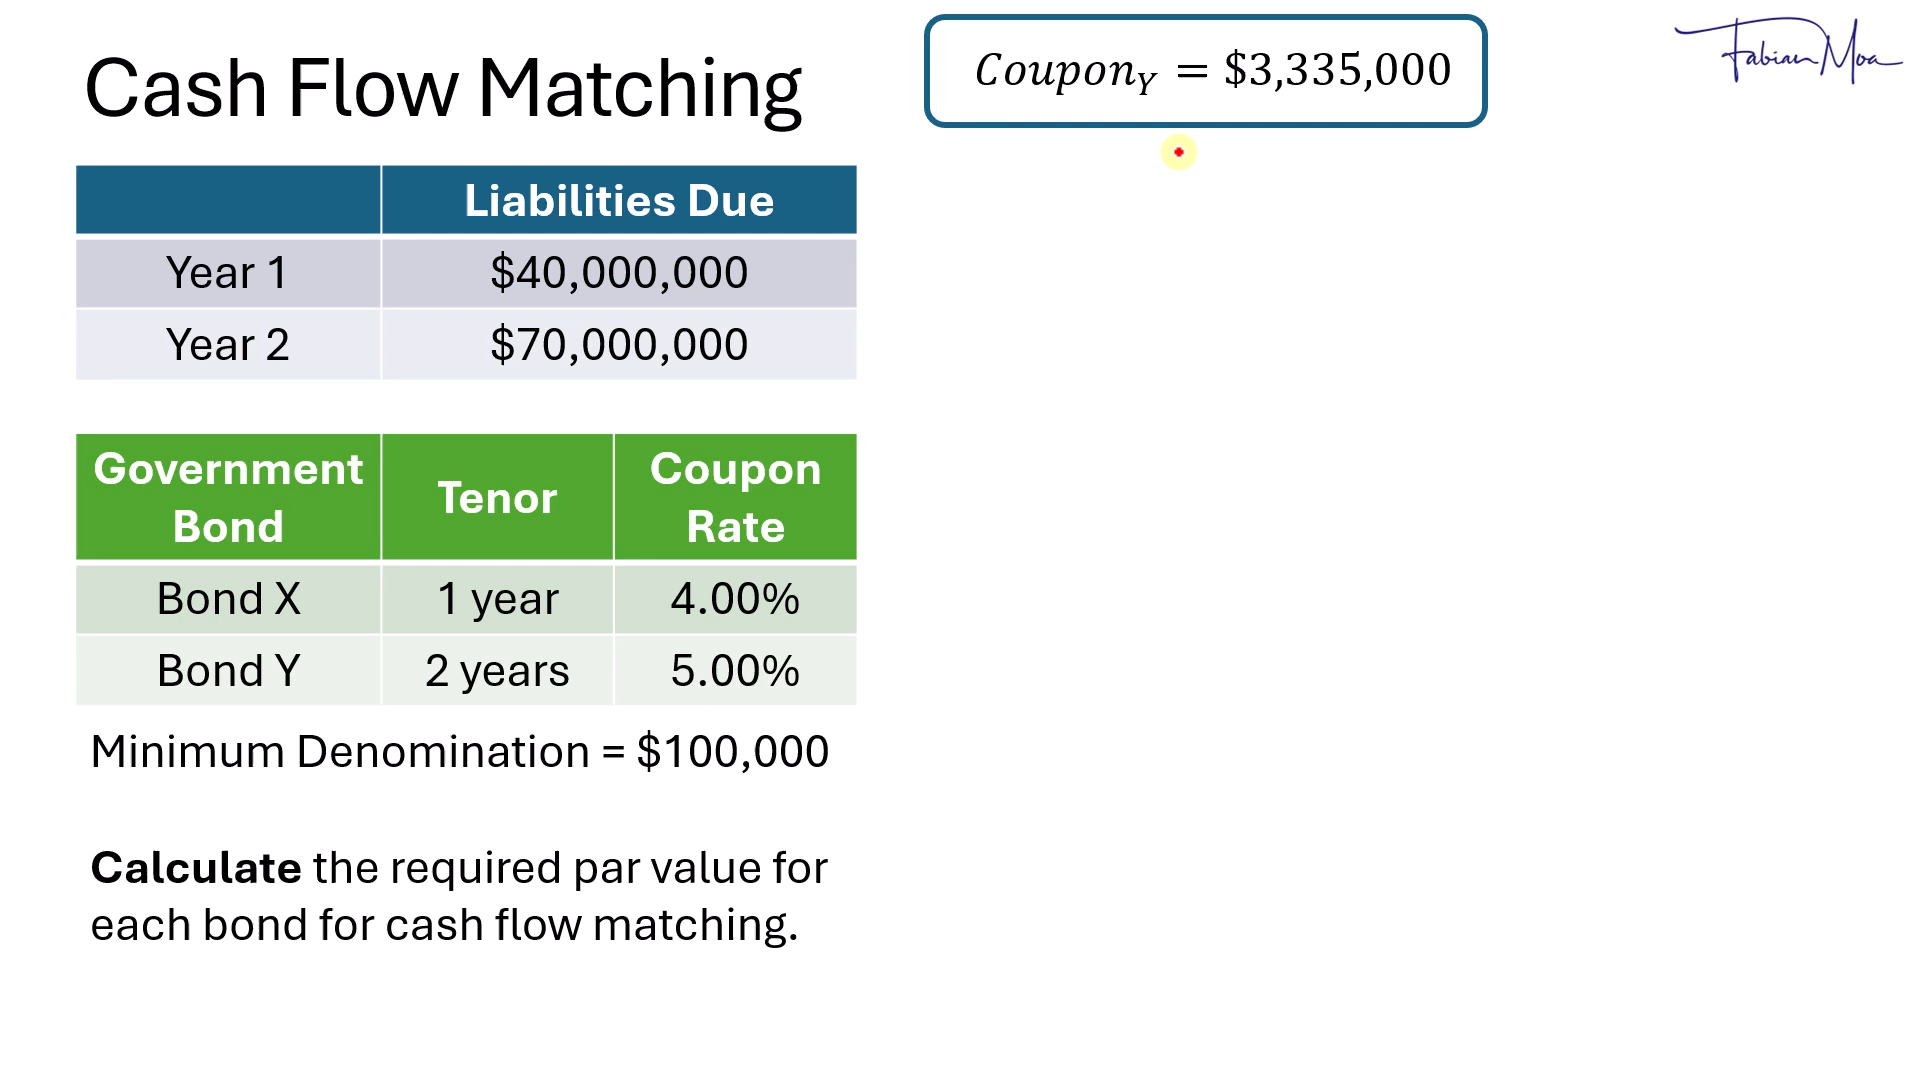 Cash Flow Matching
Coupon_Y = $3,335,000
Fabian Moa
Liabilities Due
Year 1 $40,000,000
Year 2 $70,000,000
Government Bond Tenor Coupon Rate
Bond X 1 year 4.00%
Bond Y 2 years 5.00%
Minimum Denomination = $100,000
Calculate the required par value for
each bond for cash flow matching.